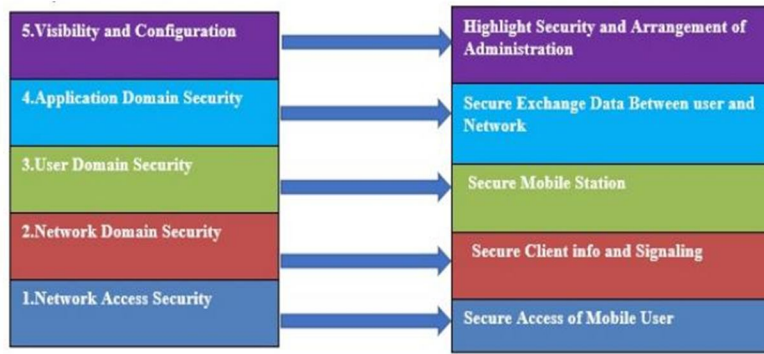 5.Visibility and Configuration
Highlight Security and Arrangement of
Administration
4.Application Domain Security
Secure Exchange Data Between user and
Network
3.User Domain Security
Secure Mobile Station
2.Network Domain Security
Secure Client info and Signaling
1.Network Access Security
Secure Access of Mobile User